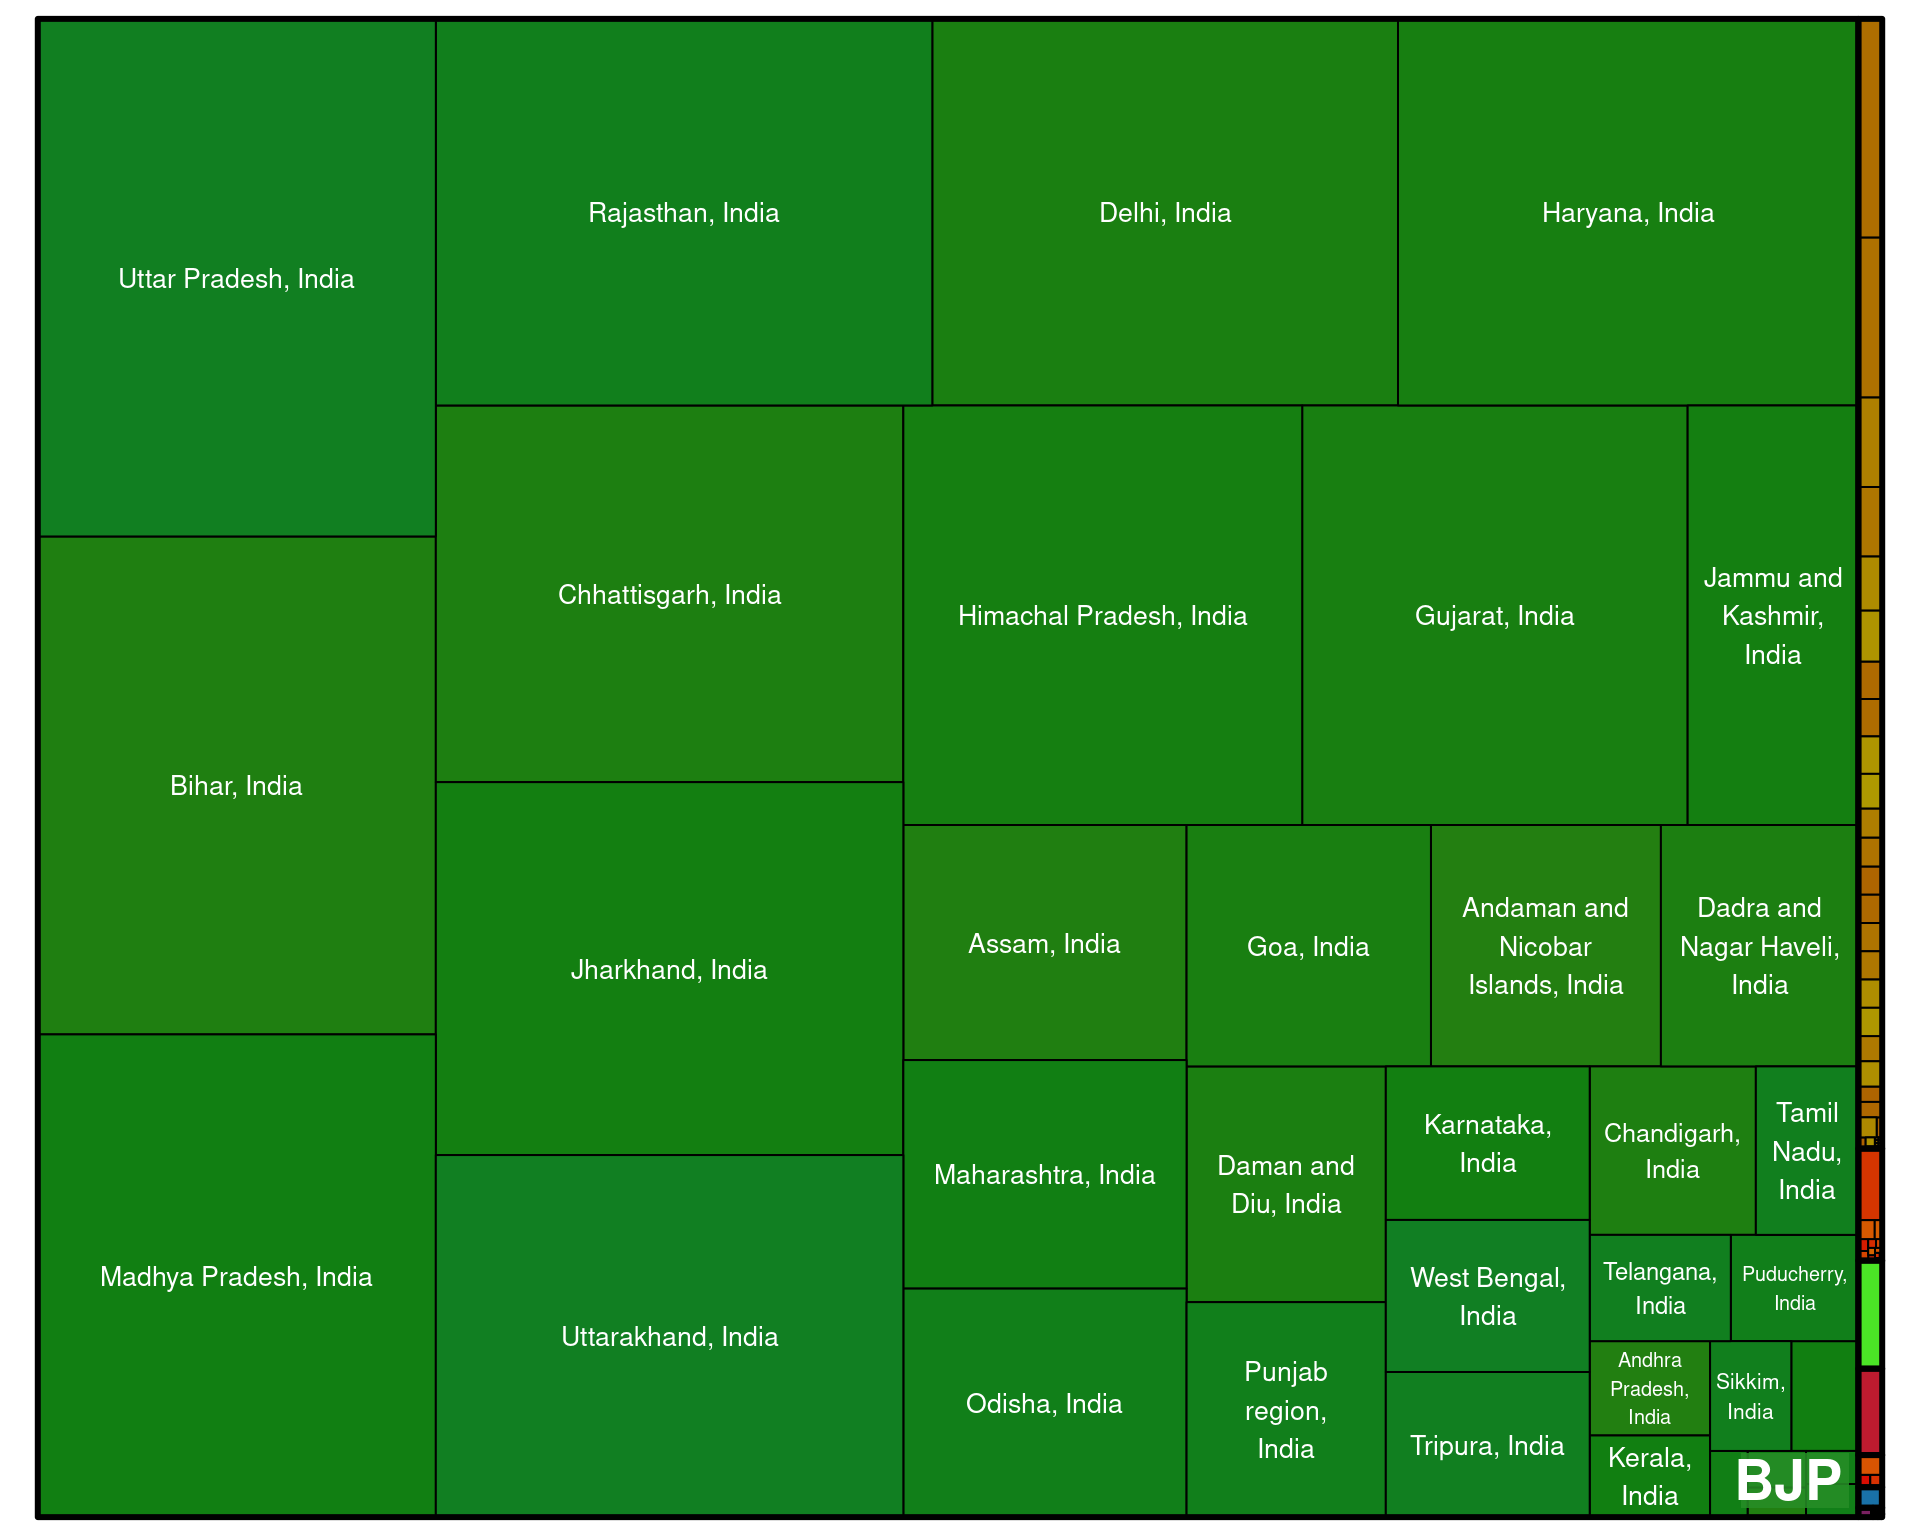 Uttar Pradesh, India
Rajasthan, India
Delhi, India
Haryana, India
Chhattisgarh, India
Himachal Pradesh, India
Gujarat, India
Jammu and
Kashmir,
India
Bihar, India
Jharkhand, India
Assam, India
Goa, India
Andaman and
Nicobar
Islands, India
Dadra and
Nagar Haveli,
India
Madhya Pradesh, India
Uttarakhand, India
Maharashtra, India
Odisha, India
Daman and
Diu, India
Punjab
region,
India
Karnataka,
India
West Bengal,
India
Tripura, India
Chandigarh,
India
Tamil
Nadu,
India
Telangana,
India
Puducherry,
India
Andhra
Pradesh,
India
Sikkim,
India
Kerala,
India
BJP